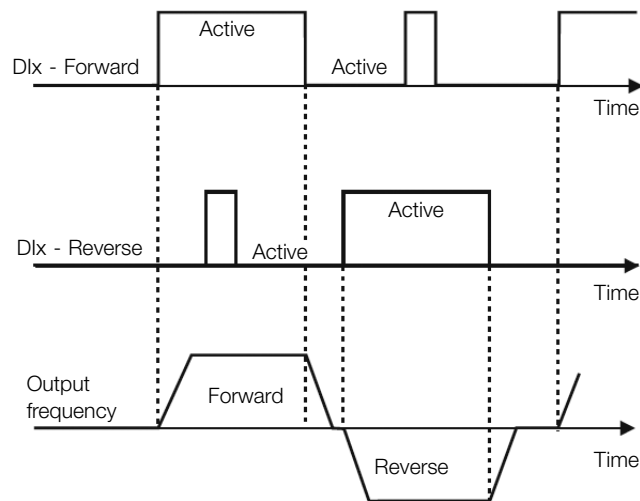 Active
DIx - Forward
Active
Time
Active
DIx - Reverse
Active
Time
Output
frequency
Forward
Time
Reverse